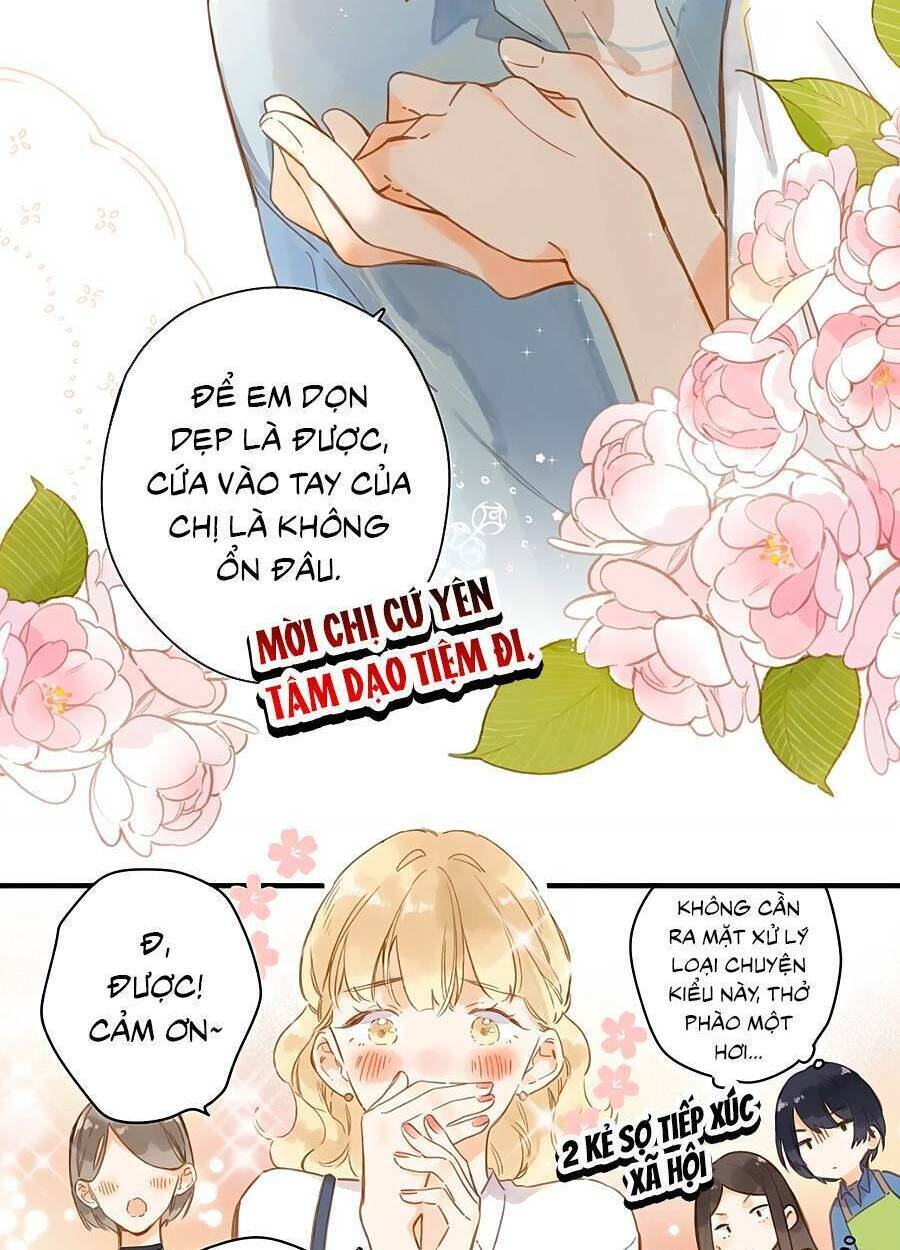 ĐỂ EM DỌN
DẸP LÀ ĐƯỢC,
CỨA VÀO TAY CỦA
CHỊ LÀ KHÔNG
ỔN ĐÂU.
MỜI CHỊ CỨ YÊN
TÂM DẠO TIỆM ĐI.
Đ,
ĐƯỢC!
CẢM ƠN~
KHÔNG CẦN
RA MẶT XỬ LÝ
LOẠI CHUYỆN
KIỂU NÀY, THỞ
PHÀO MỘT
HƠI...
2 KẺ SỢ TIẾP XÚC
XÃ HỘI